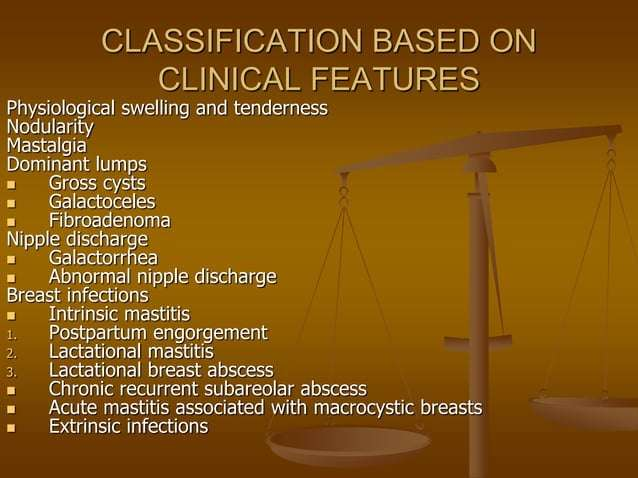 CLASSIFICATION BASED ON
CLINICAL FEATURES
Physiological swelling and tenderness
Nodularity
Mastalgia
Dominant lumps
■ Gross cysts
■ Galactoceles
■ Fibroadenoma
Nipple discharge
■ Galactorrhea
■ Abnormal nipple discharge
Breast infections
■ Intrinsic mastitis
1. Postpartum engorgement
2. Lactational mastitis
3. Lactational breast abscess
■ Chronic recurrent subareolar abscess
■ Acute mastitis associated with macrocystic breasts
■ Extrinsic infections